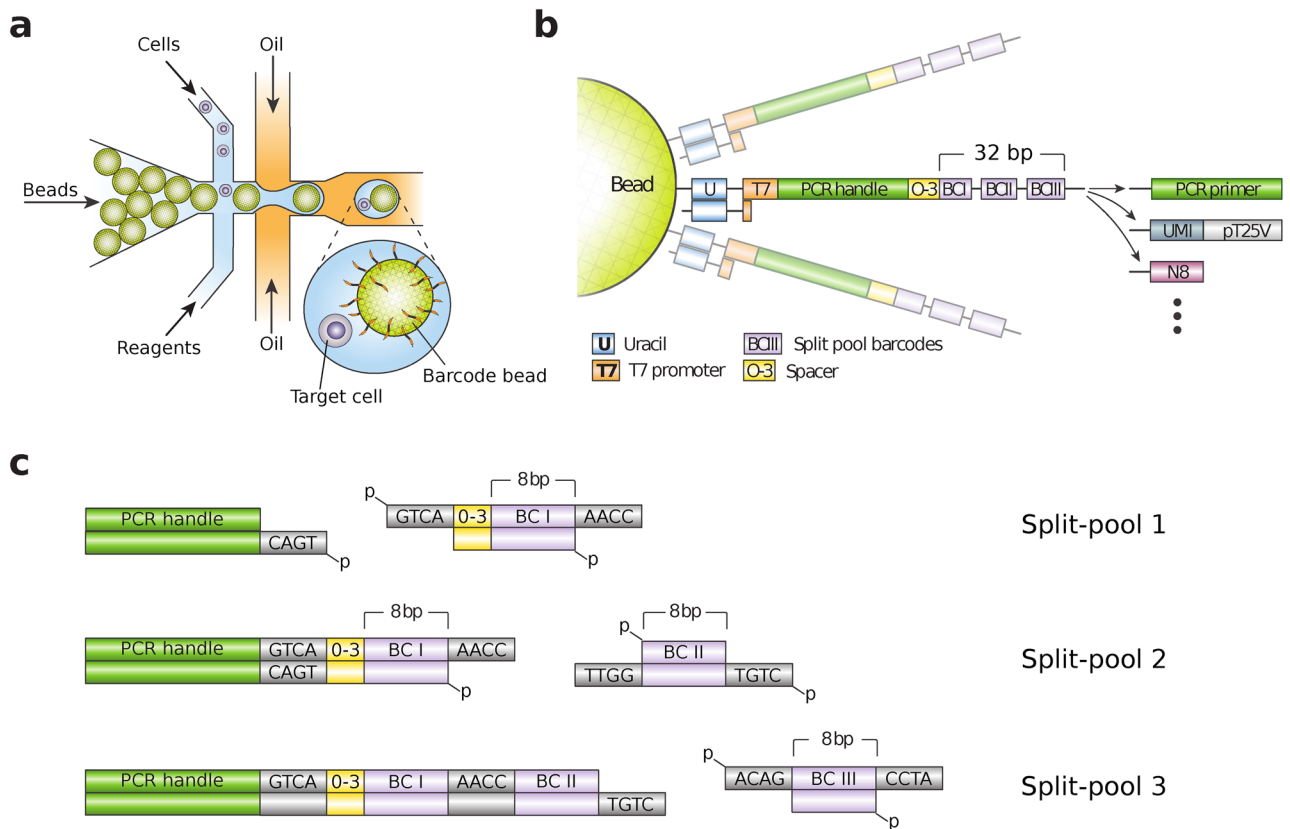 a
Cells
Oil
Beads
Reagents
Oil
Target cell
Barcode bead
b
32 bp
Bead
U
T7
PCR handle
O-3
BCI
BCII
BCIII
PCR primer
UMI
pT25V
N8
U Uracil
BCIII Split pool barcodes
T7 T7 promoter
O-3 Spacer
c
8bp
p
PCR handle
GTCA
0-3
BC I
AACC
Split-pool 1
CAGT
p
p
8bp
8bp
p
PCR handle
GTCA
0-3
BC I
AACC
BC II
Split-pool 2
CAGT
TTGG
TGTC
p
p
8bp
p
PCR handle
GTCA
0-3
BC I
AACC
BC II
ACAG
BC III
CCTA
Split-pool 3
TGTC
p